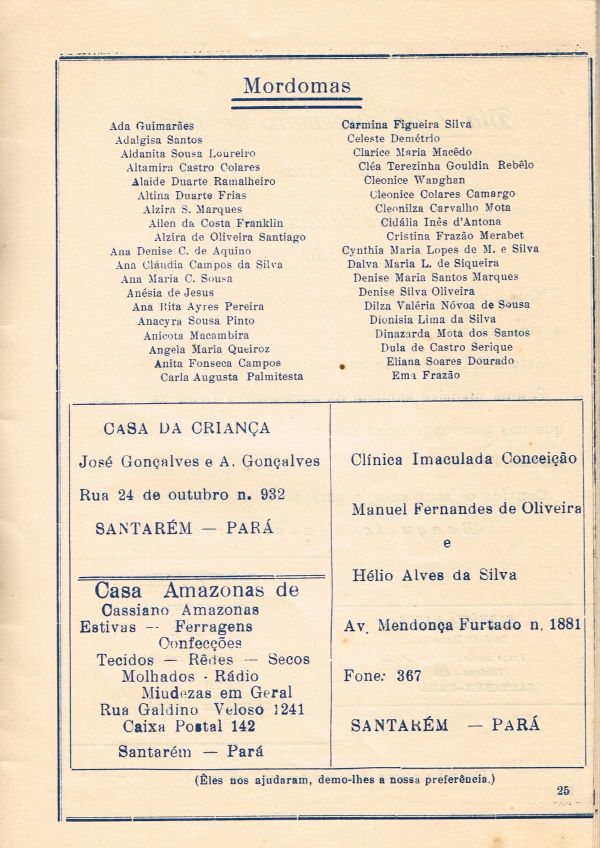 Mordomas
Ada Guimarães
Adalgisa Santos
Aldanita Sousa Loureiro
Altamira Castro Colares
Alaide Duarte Ramalheiro
Altina Duarte Frias
Alzira S. Marques
Ailen da Costa Franklin
Alzira de Oliveira Santiago
Ana Denise C. de Aquino
Ana Cláudia Campos da Silva
Ana Maria C. Sousa
Anésia de Jesus
Ana Rita Ayres Pereira
Anacyra Sousa Pinto
Anicota Macambira
Angela Maria Queiroz
Anita Fonseca Campos
Carla Augusta Palmitesta
Carmina Figueira Silva
Celeste Demétrio
Clarice Maria Macêdo
Cléa Terezinha Gouldin Rebêlo
Cleonice Wanghan
Cleonice Colares Camargo
Cleonilza Carvalho Mota
Cidália Inês d'Antona
Cristina Frazão Merabet
Cynthia Maria Lopes de M. e Silva
Dalva Maria L. de Siqueira
Denise Maria Santos Marques
Denise Silva Oliveira
Dilza Valéria Nóvoa de Sousa
Dionisia Lima da Silva
Dinazarda Mota dos Santos
Dula de Castro Serique
Eliana Soares Dourado
Ema Frazão
CASA DA CRIANÇA
José Gonçalves e A. Gonçalves
Rua 24 de outubro n. 932
SANTARÉM — PARÁ
Casa Amazonas de
Cassiano Amazonas
Estivas -- Ferragens
Confecções
Tecidos — Rêdes — Secos
Molhados - Rádio
Miudezas em Geral
Rua Galdino Veloso 1241
Caixa Postal 142
Santarém — Pará
Clínica Imaculada Conceição
Manuel Fernandes de Oliveira
e
Hélio Alves da Silva
Av. Mendonça Furtado n. 1881
Fone: 367
SANTARÉM — PARÁ
(Êles nos ajudaram, demo-lhes a nossa preferência.)
25